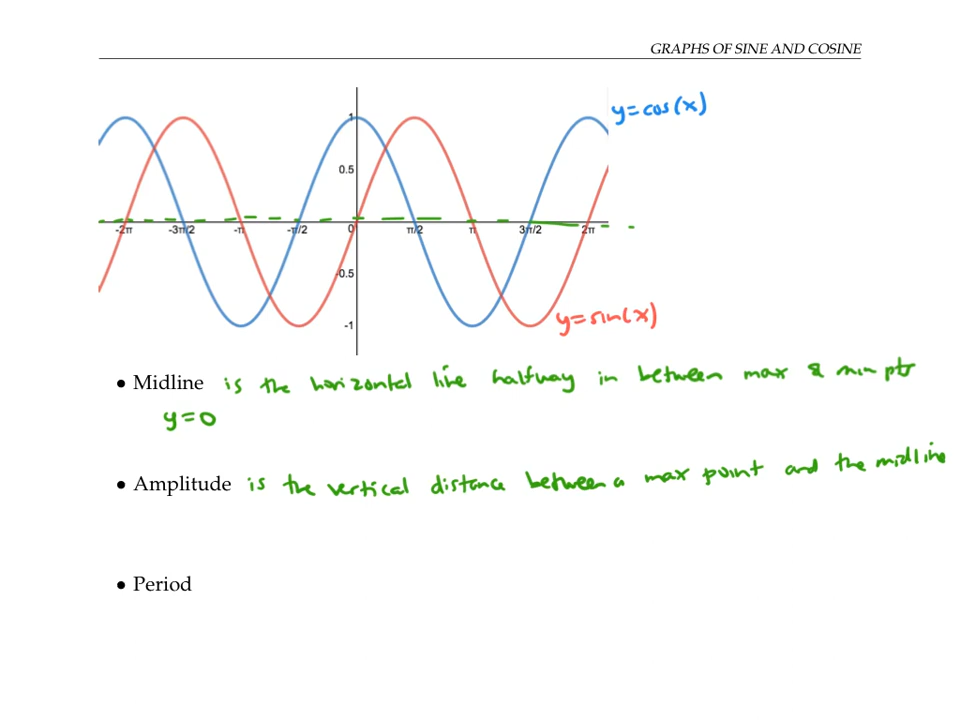 GRAPHS OF SINE AND COSINE
y=cos(x)
1
0.5
-2π -3π/2 -π -π/2 0 π/2 π 3π/2 2π
-0.5
-1
y=sin(x)
• Midline is the horizontal line halfway in between max & min pts
y=0
• Amplitude is the vertical distance between a max point and the midline
• Period